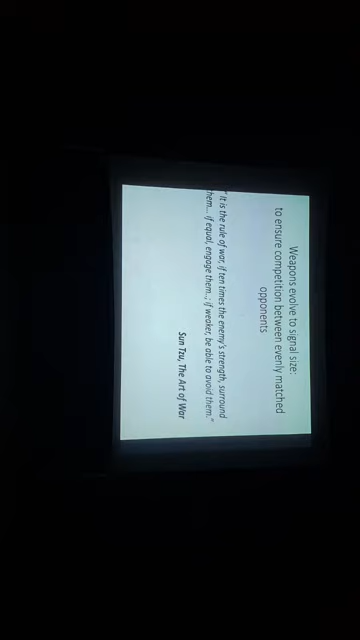 Weapons evolve to signal size:
to ensure competition between evenly matched
opponents
" It is the rule of war, if ten times the enemy's strength, surround
them... if equal, engage them..; if weaker, be able to avoid them."
Sun Tzu, The Art of War